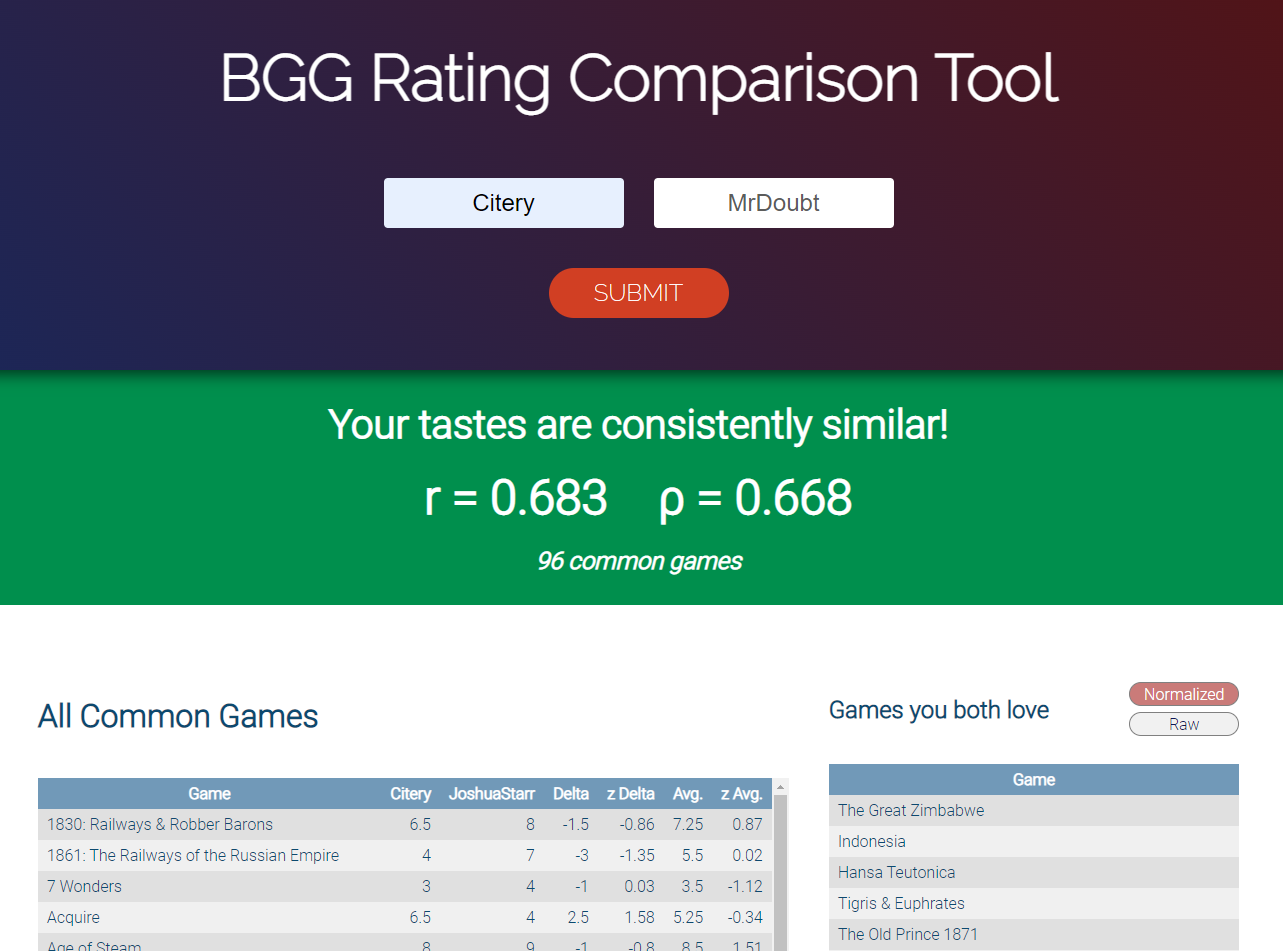 BGG Rating Comparison Tool
Citery MrDoubt
SUBMIT
Your tastes are consistently similar!
r = 0.683 ρ = 0.668
96 common games
All Common Games
Game Citery JoshuaStarr Delta z Delta Avg. z Avg.
1830: Railways & Robber Barons 6.5 8 -1.5 -0.86 7.25 0.87
1861: The Railways of the Russian Empire 4 7 -3 -1.35 5.5 0.02
7 Wonders 3 4 -1 0.03 3.5 -1.12
Acquire 6.5 4 2.5 1.58 5.25 -0.34
Age of Steam 8 9 -1 -0.8 8.5 1.51
Games you both love
Normalized
Raw
Game
The Great Zimbabwe
Indonesia
Hansa Teutonica
Tigris & Euphrates
The Old Prince 1871